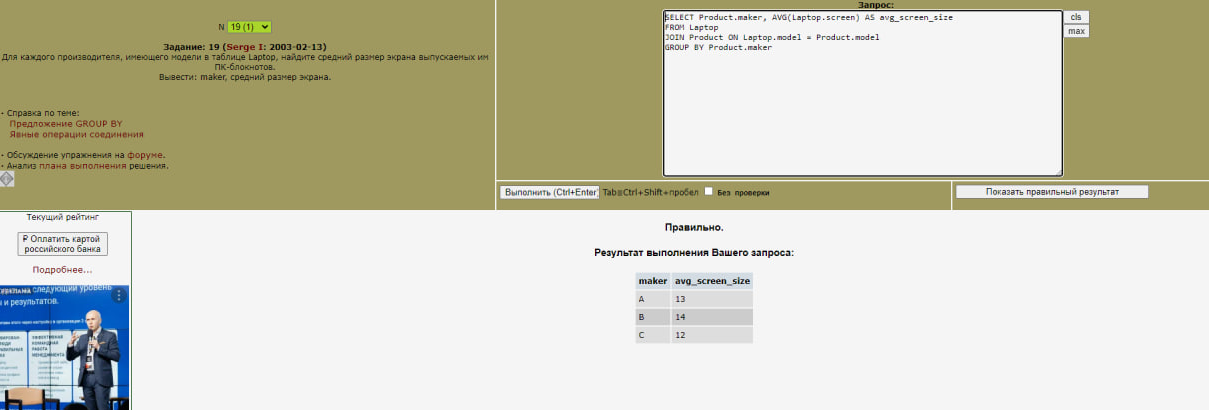 N 19 (1)
Задание: 19 (Serge I: 2003-02-13)
Для каждого производителя, имеющего модели в таблице Laptop, найдите средний размер экрана выпускаемых им
ПК-блокнотов.
Вывести: maker, средний размер экрана.
· Справка по теме:
Предложение GROUP BY
Явные операции соединения
· Обсуждение упражнения на форуме.
· Анализ плана выполнения решения.
Запрос:
SELECT Product.maker, AVG(Laptop.screen) AS avg_screen_size
FROM Laptop
JOIN Product ON Laptop.model = Product.model
GROUP BY Product.maker
cls
max
Выполнить (Ctrl+Enter) Tab≡Ctrl+Shift+пробел Без проверки
Показать правильный результат
Текущий рейтинг
₽ Оплатить картой
российского банка
Подробнее...
следующий уровень
и результатов.
Правильно.
Результат выполнения Вашего запроса:
maker avg_screen_size
A 13
B 14
C 12